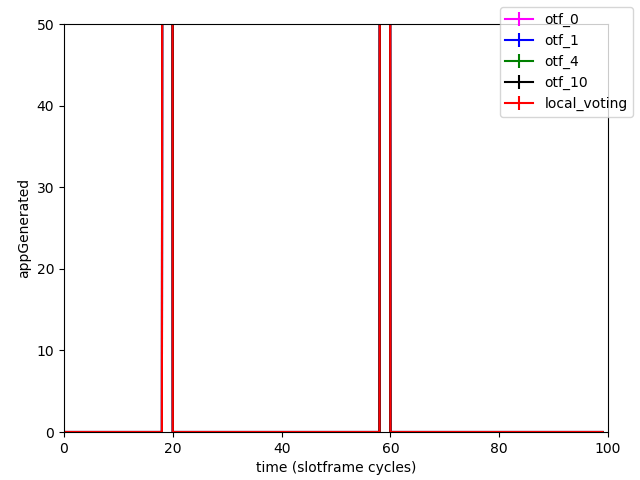 50
40
30
20
10
0
appGenerated
0 20 40 60 80 100
time (slotframe cycles)
otf_0
otf_1
otf_4
otf_10
local_voting